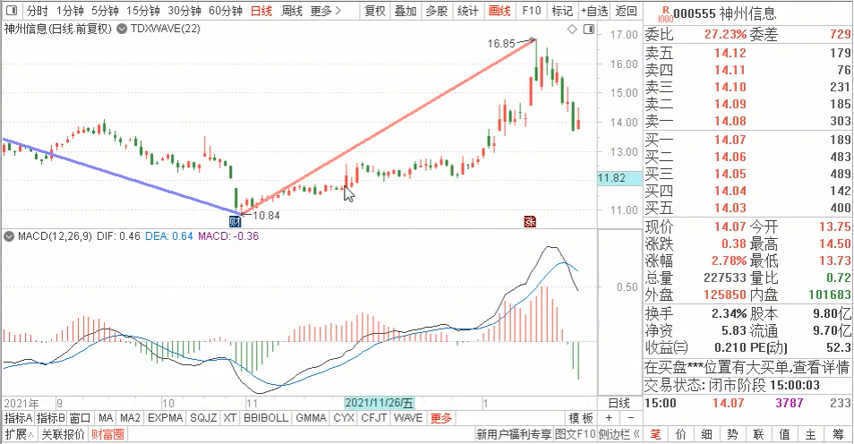 分时 1分钟 5分钟 15分钟 30分钟 60分钟 日线 周线 更多 复权 叠加 多股 统计 画线 F10 标记 +自选 返回
R 1000 000555 神州信息
神州信息(日线.前复权) TDXWAVE(22)
17.00
16.85
16.00
15.00
14.00
13.00
11.82
11.00
10.84
财
涨
委比 27.23% 委差 729
卖五 14.12 179
卖四 14.11 76
卖三 14.10 231
卖二 14.09 185
卖一 14.08 303
买一 14.07 189
买二 14.06 483
买三 14.05 489
买四 14.04 142
买五 14.03 400
现价 14.07 今开 13.75
涨跌 0.38 最高 14.50
涨幅 2.78% 最低 13.73
总量 227533 量比 0.72
外盘 125850 内盘 101683
换手 2.34% 股本 9.80亿
净资 5.83 流通 9.70亿
收益㈢ 0.210 PE(动) 52.3
在买盘***位置有大买单,查看详情
交易状态: 闭市阶段 15:00:03
15:00 14.07 3787 233
MACD(12,26,9) DIF: 0.46 DEA: 0.64 MACD: -0.36
0.50
2021年 9 10 11 2021/11/26/五 1 日线
指标A 指标B 窗口 MA MA2 EXPMA SQJZ XT BBIBOLL GMMA CYX CFJT WAVE 更多 模板 + −
扩展∧ 关联报价 财富圈 新用户福利专享 图文F10 侧边栏《 笔 价 细 势 联 值 主 筹